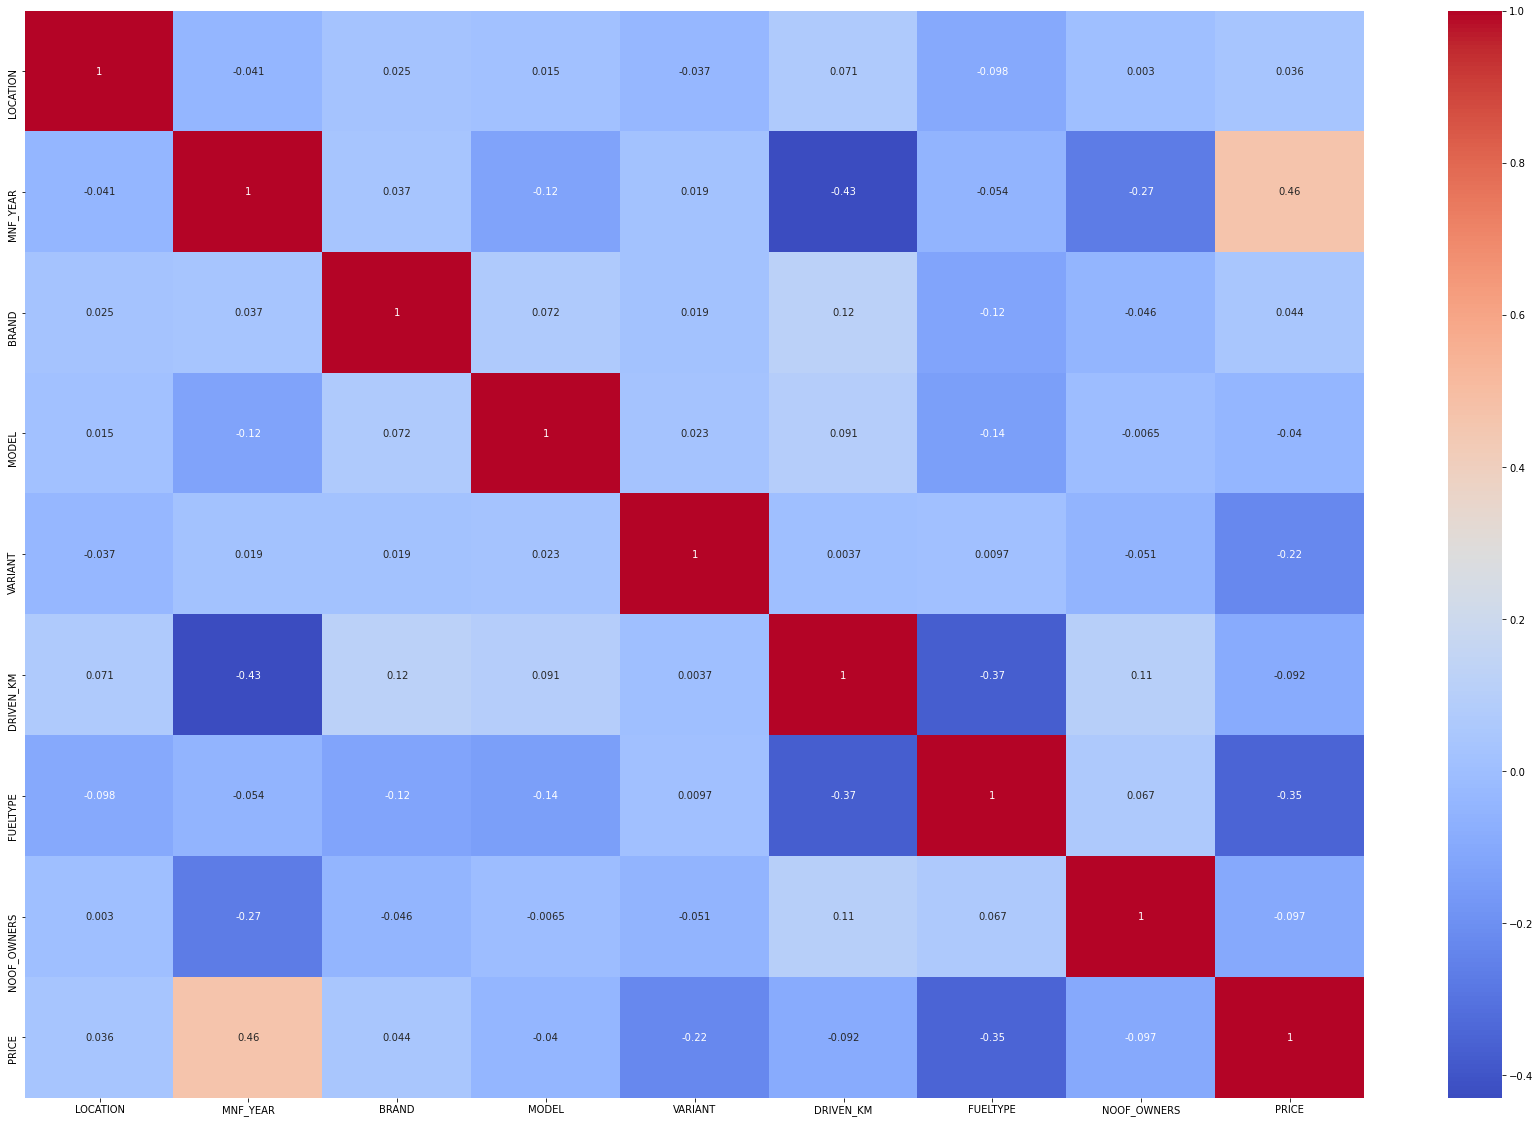 LOCATION 1 -0.041 0.025 0.015 -0.037 0.071 -0.098 0.003 0.036
MNF_YEAR -0.041 1 0.037 -0.12 0.019 -0.43 -0.054 -0.27 0.46
BRAND 0.025 0.037 1 0.072 0.019 0.12 -0.12 -0.046 0.044
MODEL 0.015 -0.12 0.072 1 0.023 0.091 -0.14 -0.0065 -0.04
VARIANT -0.037 0.019 0.019 0.023 1 0.0037 0.0097 -0.051 -0.22
DRIVEN_KM 0.071 -0.43 0.12 0.091 0.0037 1 -0.37 0.11 -0.092
FUELTYPE -0.098 -0.054 -0.12 -0.14 0.0097 -0.37 1 0.067 -0.35
NOOF_OWNERS 0.003 -0.27 -0.046 -0.0065 -0.051 0.11 0.067 1 -0.097
PRICE 0.036 0.46 0.044 -0.04 -0.22 -0.092 -0.35 -0.097 1
LOCATION MNF_YEAR BRAND MODEL VARIANT DRIVEN_KM FUELTYPE NOOF_OWNERS PRICE
1.0
0.8
0.6
0.4
0.2
0.0
−0.2
−0.4